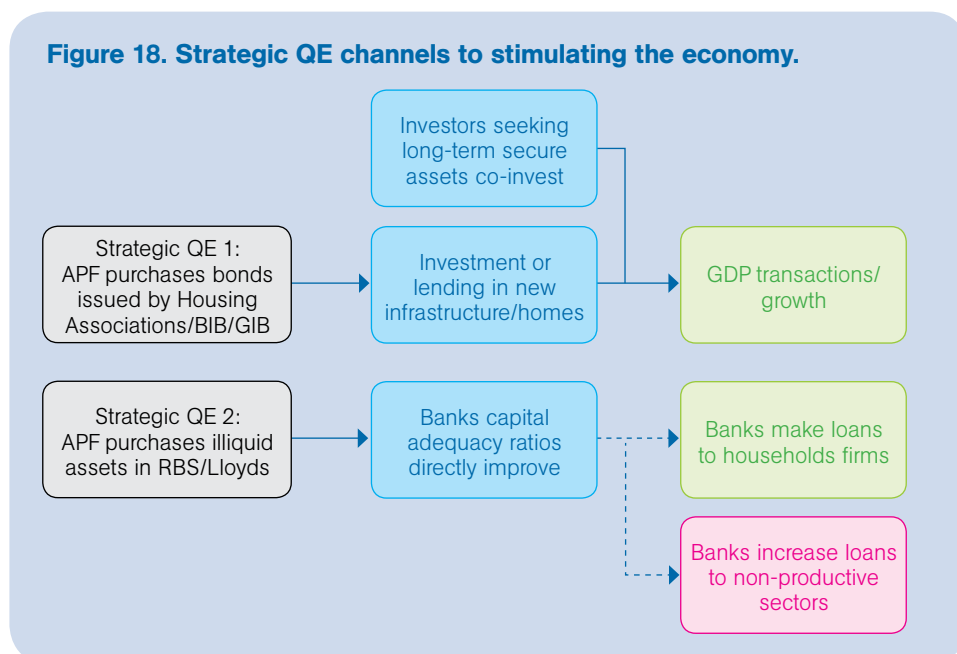 Figure 18. Strategic QE channels to stimulating the economy.
Investors seeking
long-term secure
assets co-invest
Strategic QE 1:
APF purchases bonds
issued by Housing
Associations/BIB/GIB
Investment or
lending in new
infrastructure/homes
GDP transactions/
growth
Strategic QE 2:
APF purchases illiquid
assets in RBS/Lloyds
Banks capital
adequacy ratios
directly improve
Banks make loans
to households firms
Banks increase loans
to non-productive
sectors